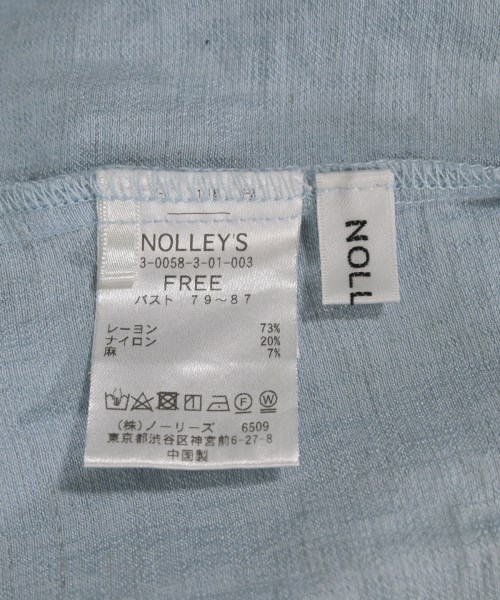 NOLLEY'S
3-0058-3-01-003
FREE
バスト 79～87
レーヨン 73%
ナイロン 20%
麻 7%
F W
(株)ノーリーズ 6509
東京都渋谷区神宮前6-27-8
中国製
NOLL